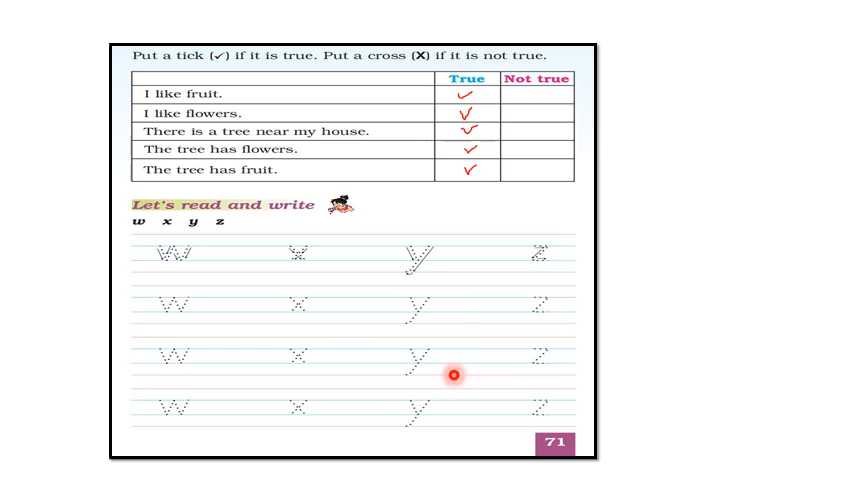 Put a tick (✓) if it is true. Put a cross (X) if it is not true.
True Not true
I like fruit. ✓
I like flowers. ✓
There is a tree near my house. ✓
The tree has flowers. ✓
The tree has fruit. ✓
Let's read and write
w x y z
w x y z
w x y z
w x y z
w x y z
71